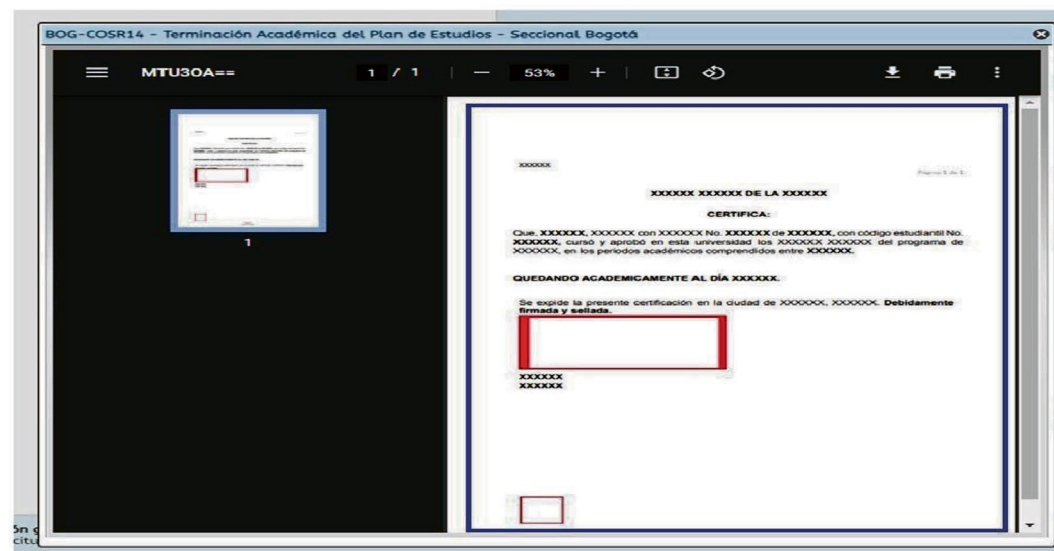 BOG-COSR14 - Terminación Académica del Plan de Estudios - Seccional Bogotá
MTU3OA==
1 / 1
53%
1
XXXXXX
Página 1 de 1
XXXXXX XXXXXX DE LA XXXXXX
CERTIFICA:
Que, XXXXXX, XXXXXX con XXXXXX No. XXXXXX de XXXXXX, con código estudiantil No.
XXXXXX, cursó y aprobó en esta universidad los XXXXXX XXXXXX del programa de
XXXXXX, en los periodos académicos comprendidos entre XXXXXX.
QUEDANDO ACADEMICAMENTE AL DÍA XXXXXX.
Se expide la presente certificación en la ciudad de XXXXXX, XXXXXX. Debidamente
firmada y sellada.
XXXXXX
XXXXXX